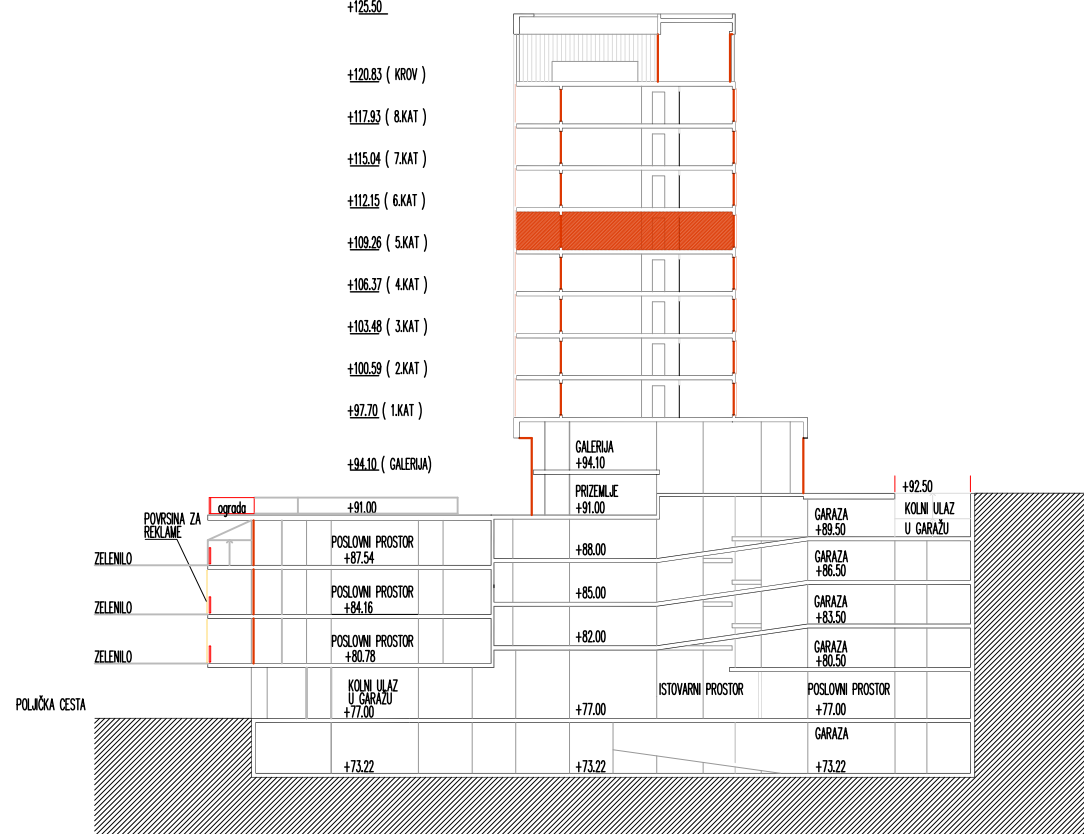 +125.50
+120.83 ( KROV )
+117.93 ( 8.KAT )
+115.04 ( 7.KAT )
+112.15 ( 6.KAT )
+109.26 ( 5.KAT )
+106.37 ( 4.KAT )
+103.48 ( 3.KAT )
+100.59 ( 2.KAT )
+97.70 ( 1.KAT )
+94.10 ( GALERIJA)
GALERIJA
+94.10
PRIZEMLJE
+91.00
ograda
+91.00
+92.50
KOLNI ULAZ
U GARAŽU
POVRSINA ZA
REKLAME
ZELENILO
ZELENILO
ZELENILO
POSLOVNI PROSTOR
+87.54
POSLOVNI PROSTOR
+84.16
POSLOVNI PROSTOR
+80.78
+88.00
+85.00
+82.00
GARAZA
+89.50
GARAZA
+86.50
GARAZA
+83.50
GARAZA
+80.50
POLJIČKA CESTA
KOLNI ULAZ
U GARAŽU
+77.00
+77.00
ISTOVARNI PROSTOR
POSLOVNI PROSTOR
+77.00
GARAZA
+73.22
+73.22
+73.22